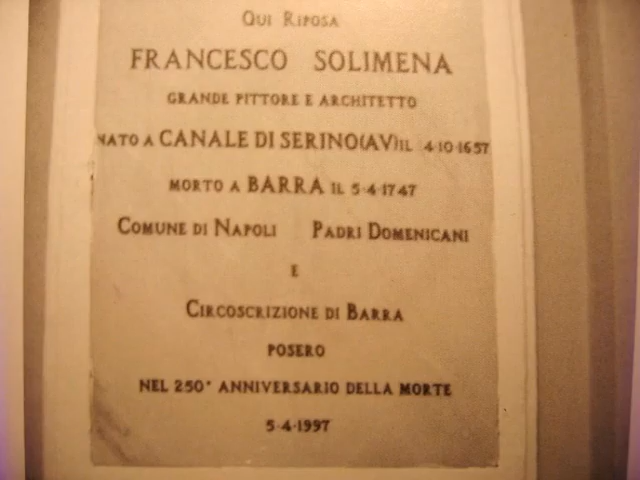 Qui Riposa
FRANCESCO SOLIMENA
GRANDE PITTORE E ARCHITETTO
NATO A CANALE DI SERINO(AV) IL 4·10·1657
MORTO A BARRA IL 5·4·1747
COMUNE DI NAPOLI PADRI DOMENICANI
E
CIRCOSCRIZIONE DI BARRA
POSERO
NEL 250° ANNIVERSARIO DELLA MORTE
5·4·1997